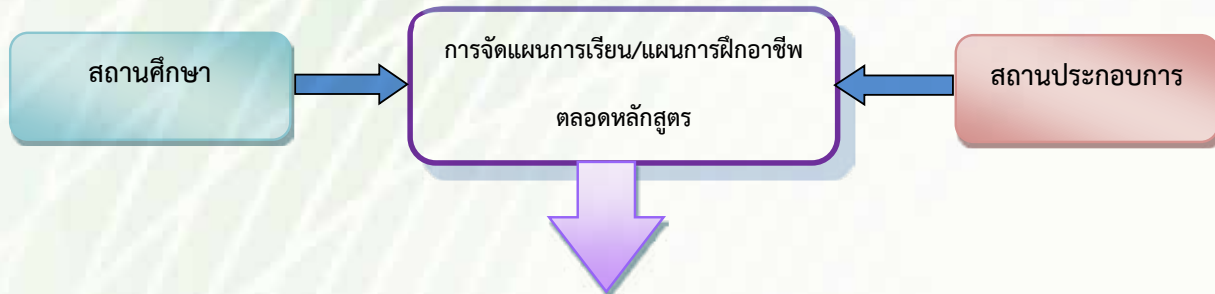 สถานศึกษา
การจัดแผนการเรียน/แผนการฝึกอาชีพ
ตลอดหลักสูตร
สถานประกอบการ